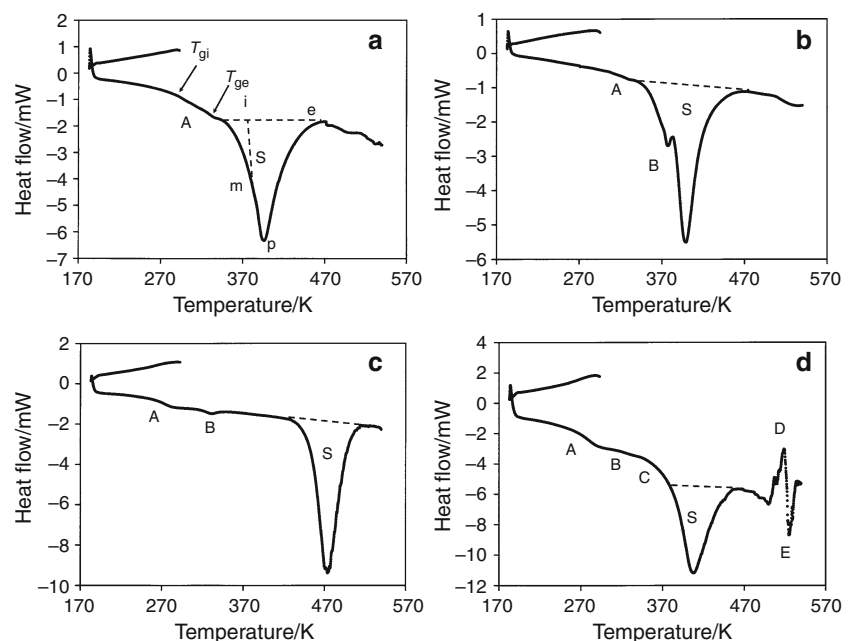 a
2
1
0
−1
−2
−3
−4
−5
−6
−7
Heat flow/mW
T gi
T ge
i
e
A
S
m
p
170 270 370 470 570
Temperature/K
b
1
0
−1
−2
−3
−4
−5
−6
Heat flow/mW
A
S
B
170 270 370 470 570
Temperature/K
c
2
0
−2
−4
−6
−8
−10
Heat flow/mW
A
B
S
170 270 370 470 570
Temperature/K
d
4
2
0
−2
−4
−6
−8
−10
−12
Heat flow/mW
D
A
B
C
S
E
170 270 370 470 570
Temperature/K